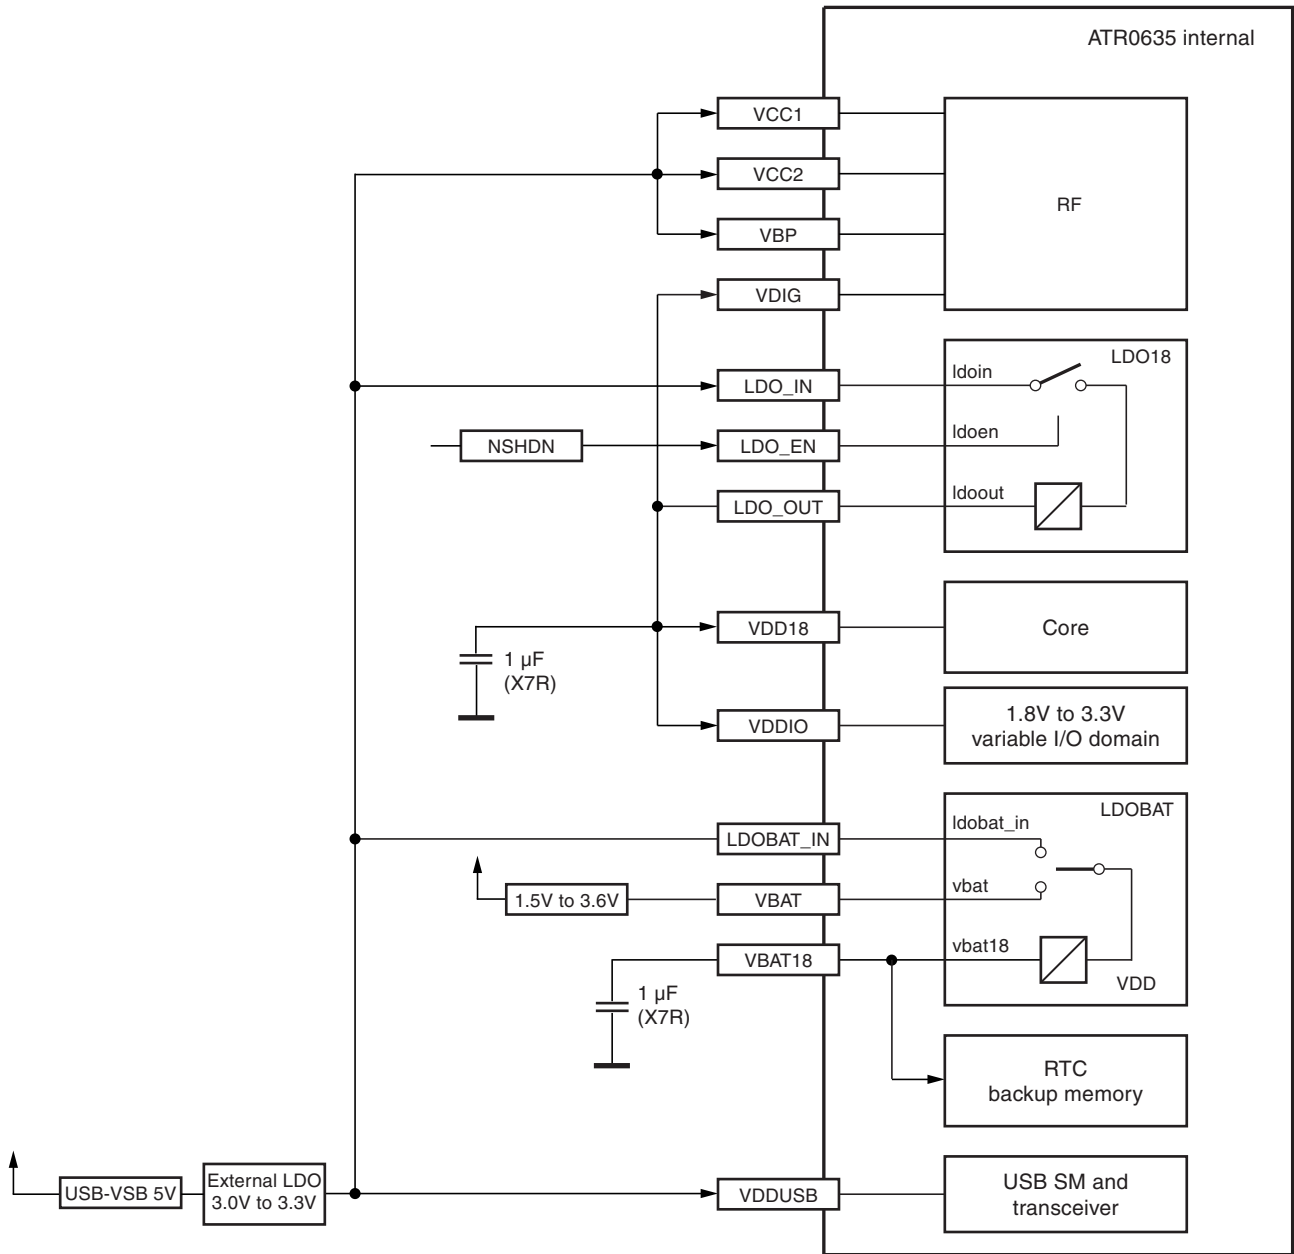 ATR0635 internal
VCC1
VCC2
VBP
VDIG
RF
LDO18
LDO_IN
ldoin
NSHDN
LDO_EN
ldoen
LDO_OUT
ldoout
1 µF
(X7R)
VDD18
Core
VDDIO
1.8V to 3.3V
variable I/O domain
LDOBAT
LDOBAT_IN
ldobat_in
1.5V to 3.6V
VBAT
vbat
VBAT18
vbat18
VDD
1 µF
(X7R)
RTC
backup memory
USB-VSB 5V
External LDO
3.0V to 3.3V
VDDUSB
USB SM and
transceiver